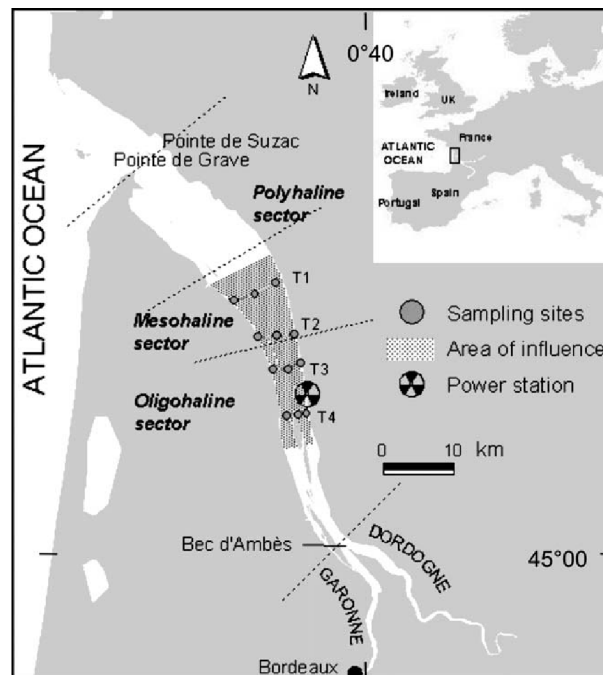 0°40
N
Pointe de Suzac
Pointe de Grave
ATLANTIC OCEAN
Polyhaline
sector
Mesohaline
sector
Oligohaline
sector
T1
T2
T3
T4
Ireland
UK
ATLANTIC
OCEAN
France
Spain
Portugal
Sampling sites
Area of influence
Power station
0 10 km
Bec d'Ambès
DORDOGNE
GARONNE
45°00
Bordeaux